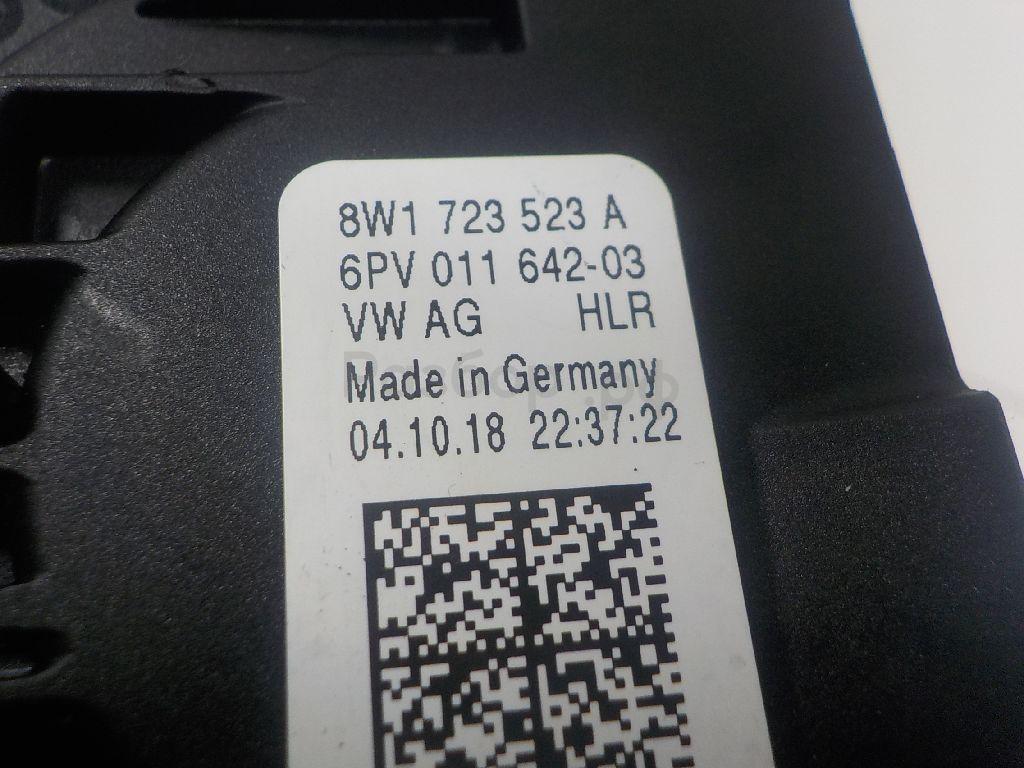 8W1 723 523 A
6PV 011 642-03
VW AG HLR
Made in Germany
04.10.18 22:37:22